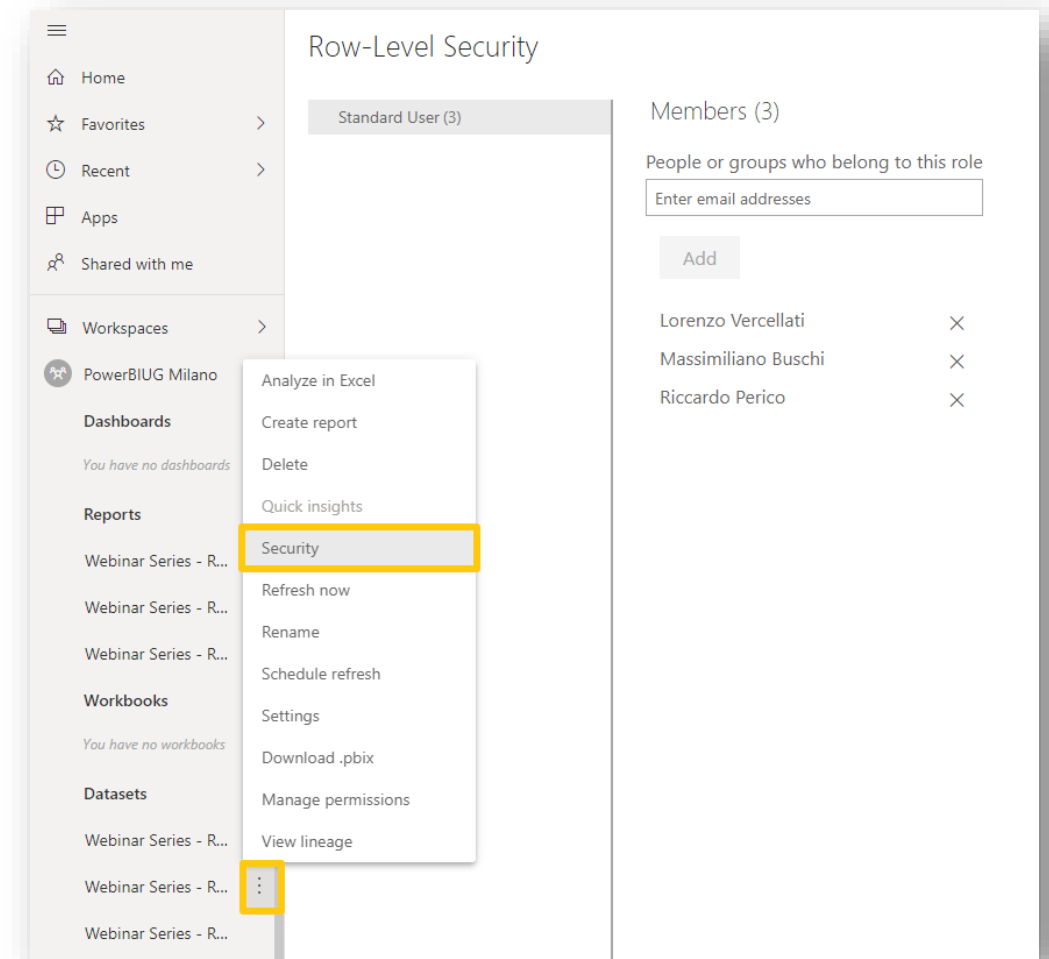 Home
Favorites
Recent
Apps
Shared with me
Workspaces
PowerBIUG Milano
Dashboards
You have no dashboards
Reports
Webinar Series - R...
Webinar Series - R...
Webinar Series - R...
Workbooks
You have no workbooks
Datasets
Webinar Series - R...
Webinar Series - R...
Webinar Series - R...
Analyze in Excel
Create report
Delete
Quick insights
Security
Refresh now
Rename
Schedule refresh
Settings
Download .pbix
Manage permissions
View lineage
Row-Level Security
Standard User (3)
Members (3)
People or groups who belong to this role
Enter email addresses
Add
Lorenzo Vercellati
Massimiliano Buschi
Riccardo Perico